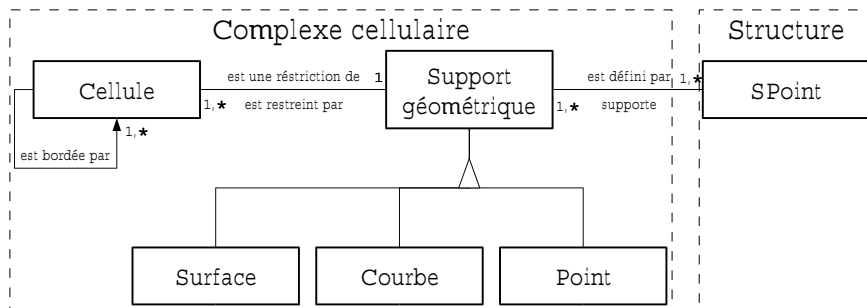 Complexe cellulaire
Structure
Cellule
est une réstriction de
1
1,*
est restreint par
Support
géométrique
est défini par
1,*
1,*
supporte
SPoint
est bordée par
1,*
Surface
Courbe
Point